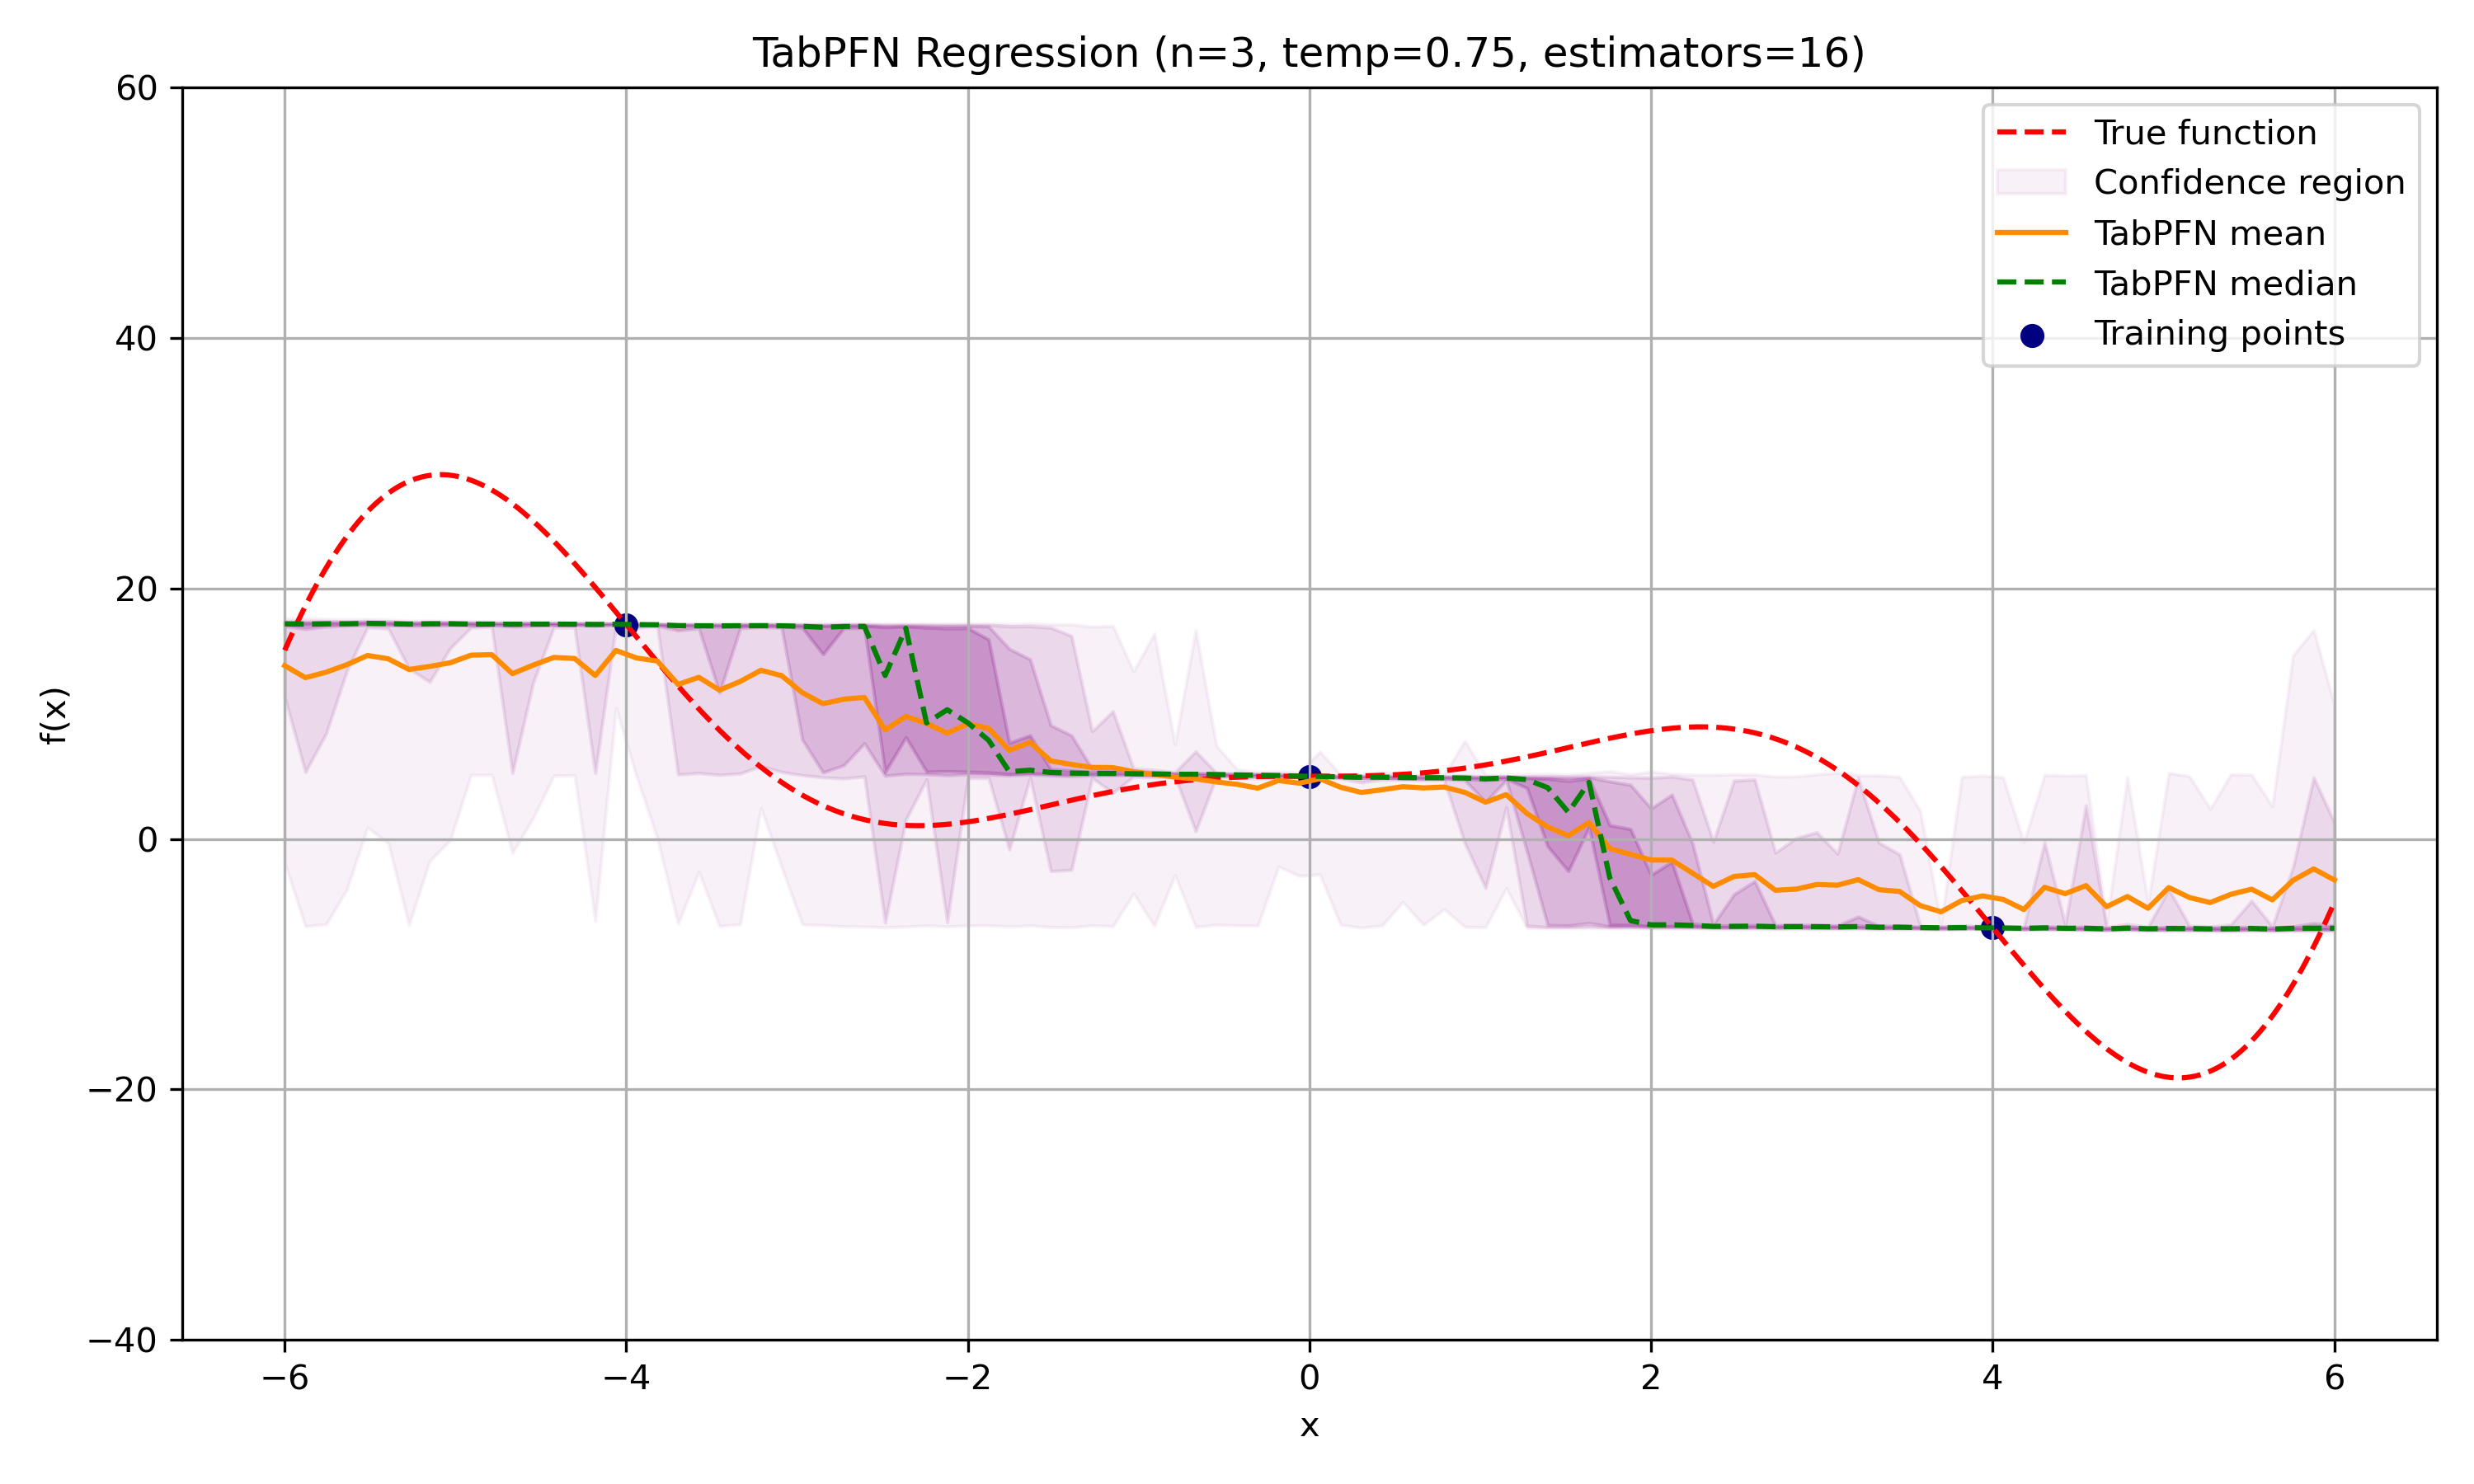 TabPFN Regression (n=3, temp=0.75, estimators=16)
60
40
20
0
−20
−40
f(x)
True function
Confidence region
TabPFN mean
TabPFN median
Training points
−6
−4
−2
0
2
4
6
x